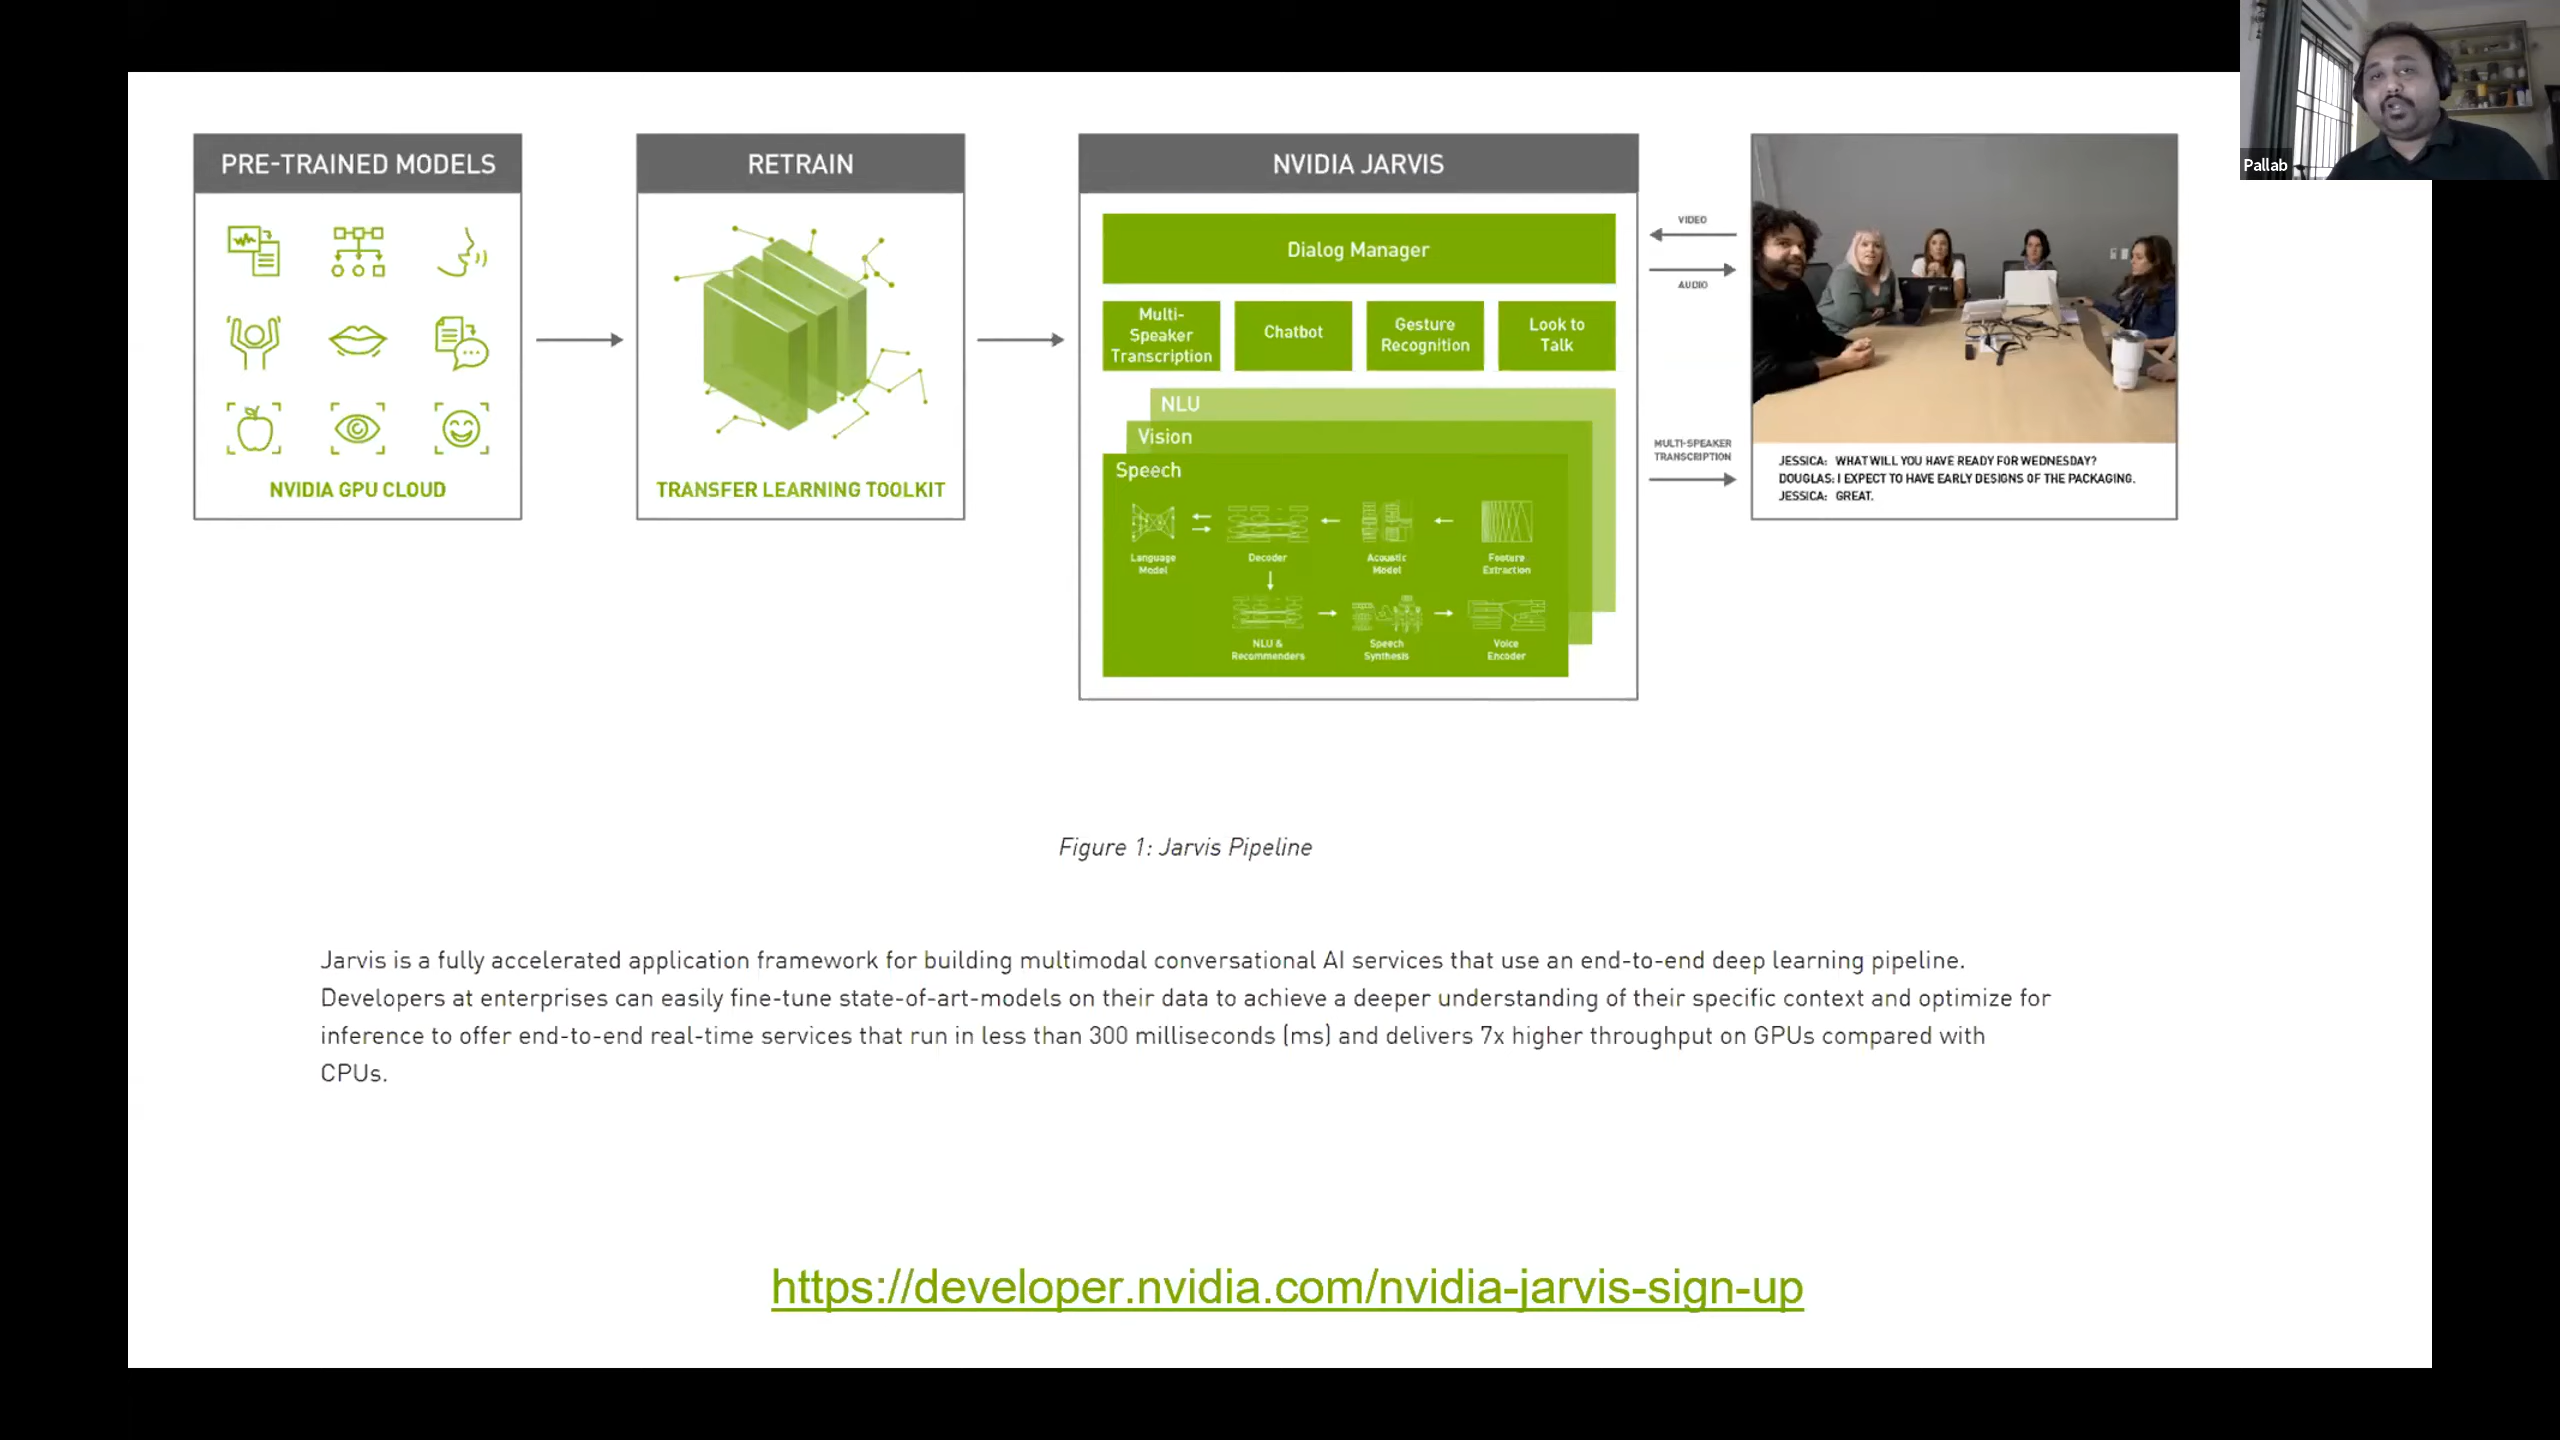 Pallab
PRE-TRAINED MODELS
NVIDIA GPU CLOUD
RETRAIN
TRANSFER LEARNING TOOLKIT
NVIDIA JARVIS
Dialog Manager
Multi-
Speaker
Transcription
Chatbot
Gesture
Recognition
Look to
Talk
NLU
Vision
Speech
Language
Model
Decoder
Acoustic
Model
Feature
Extraction
NLU &
Recommenders
Speech
Synthesis
Voice
Encoder
VIDEO
AUDIO
MULTI-SPEAKER
TRANSCRIPTION
JESSICA: WHAT WILL YOU HAVE READY FOR WEDNESDAY?
DOUGLAS: I EXPECT TO HAVE EARLY DESIGNS OF THE PACKAGING.
JESSICA: GREAT.
Figure 1: Jarvis Pipeline
Jarvis is a fully accelerated application framework for building multimodal conversational AI services that use an end-to-end deep learning pipeline.
Developers at enterprises can easily fine-tune state-of-art-models on their data to achieve a deeper understanding of their specific context and optimize for
inference to offer end-to-end real-time services that run in less than 300 milliseconds (ms) and delivers 7x higher throughput on GPUs compared with
CPUs.
https://developer.nvidia.com/nvidia-jarvis-sign-up